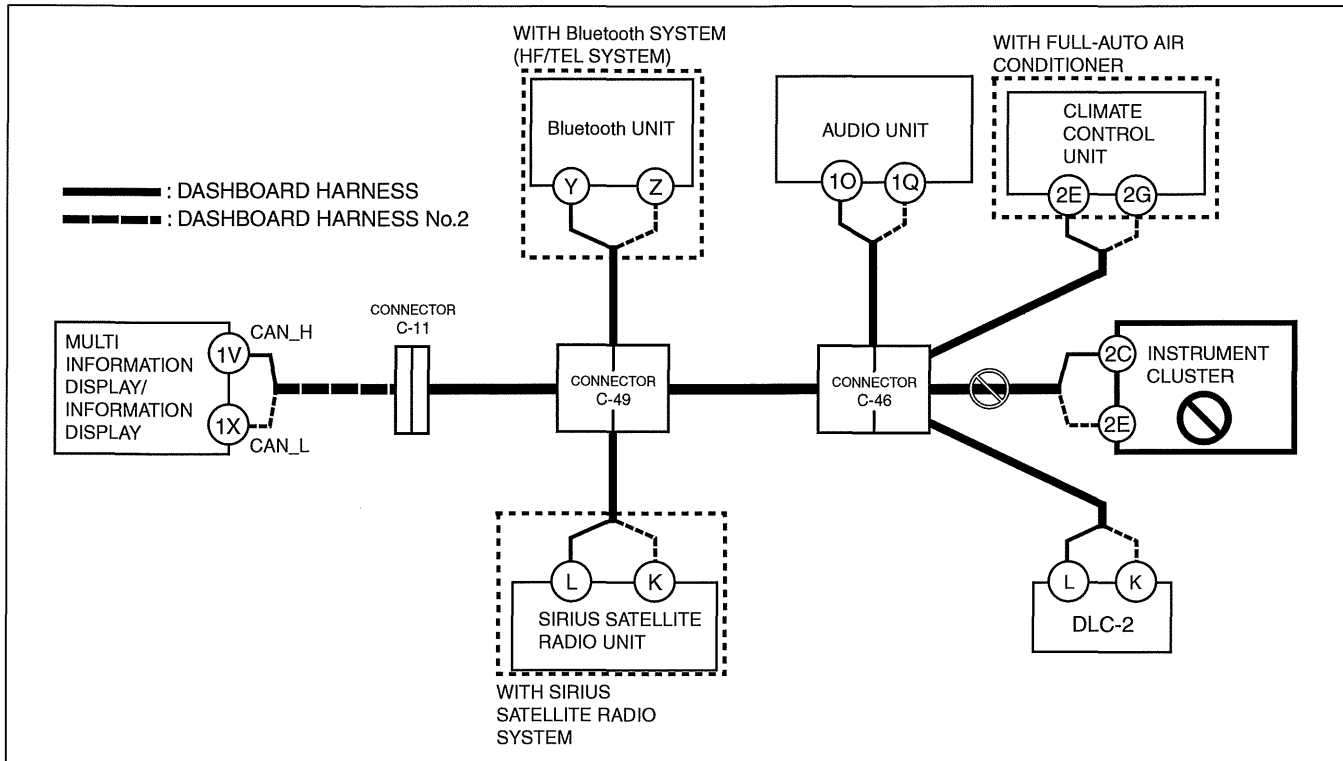 WITH Bluetooth SYSTEM
(HF/TEL SYSTEM)
Bluetooth UNIT
Y
Z
AUDIO UNIT
1O
1Q
WITH FULL-AUTO AIR
CONDITIONER
CLIMATE
CONTROL
UNIT
2E
2G
: DASHBOARD HARNESS
: DASHBOARD HARNESS No.2
MULTI
INFORMATION
DISPLAY/
INFORMATION
DISPLAY
1V
CAN_H
1X
CAN_L
CONNECTOR
C-11
CONNECTOR
C-49
CONNECTOR
C-46
2C
2E
INSTRUMENT
CLUSTER
L
K
SIRIUS SATELLITE
RADIO UNIT
WITH SIRIUS
SATELLITE RADIO
SYSTEM
L
K
DLC-2